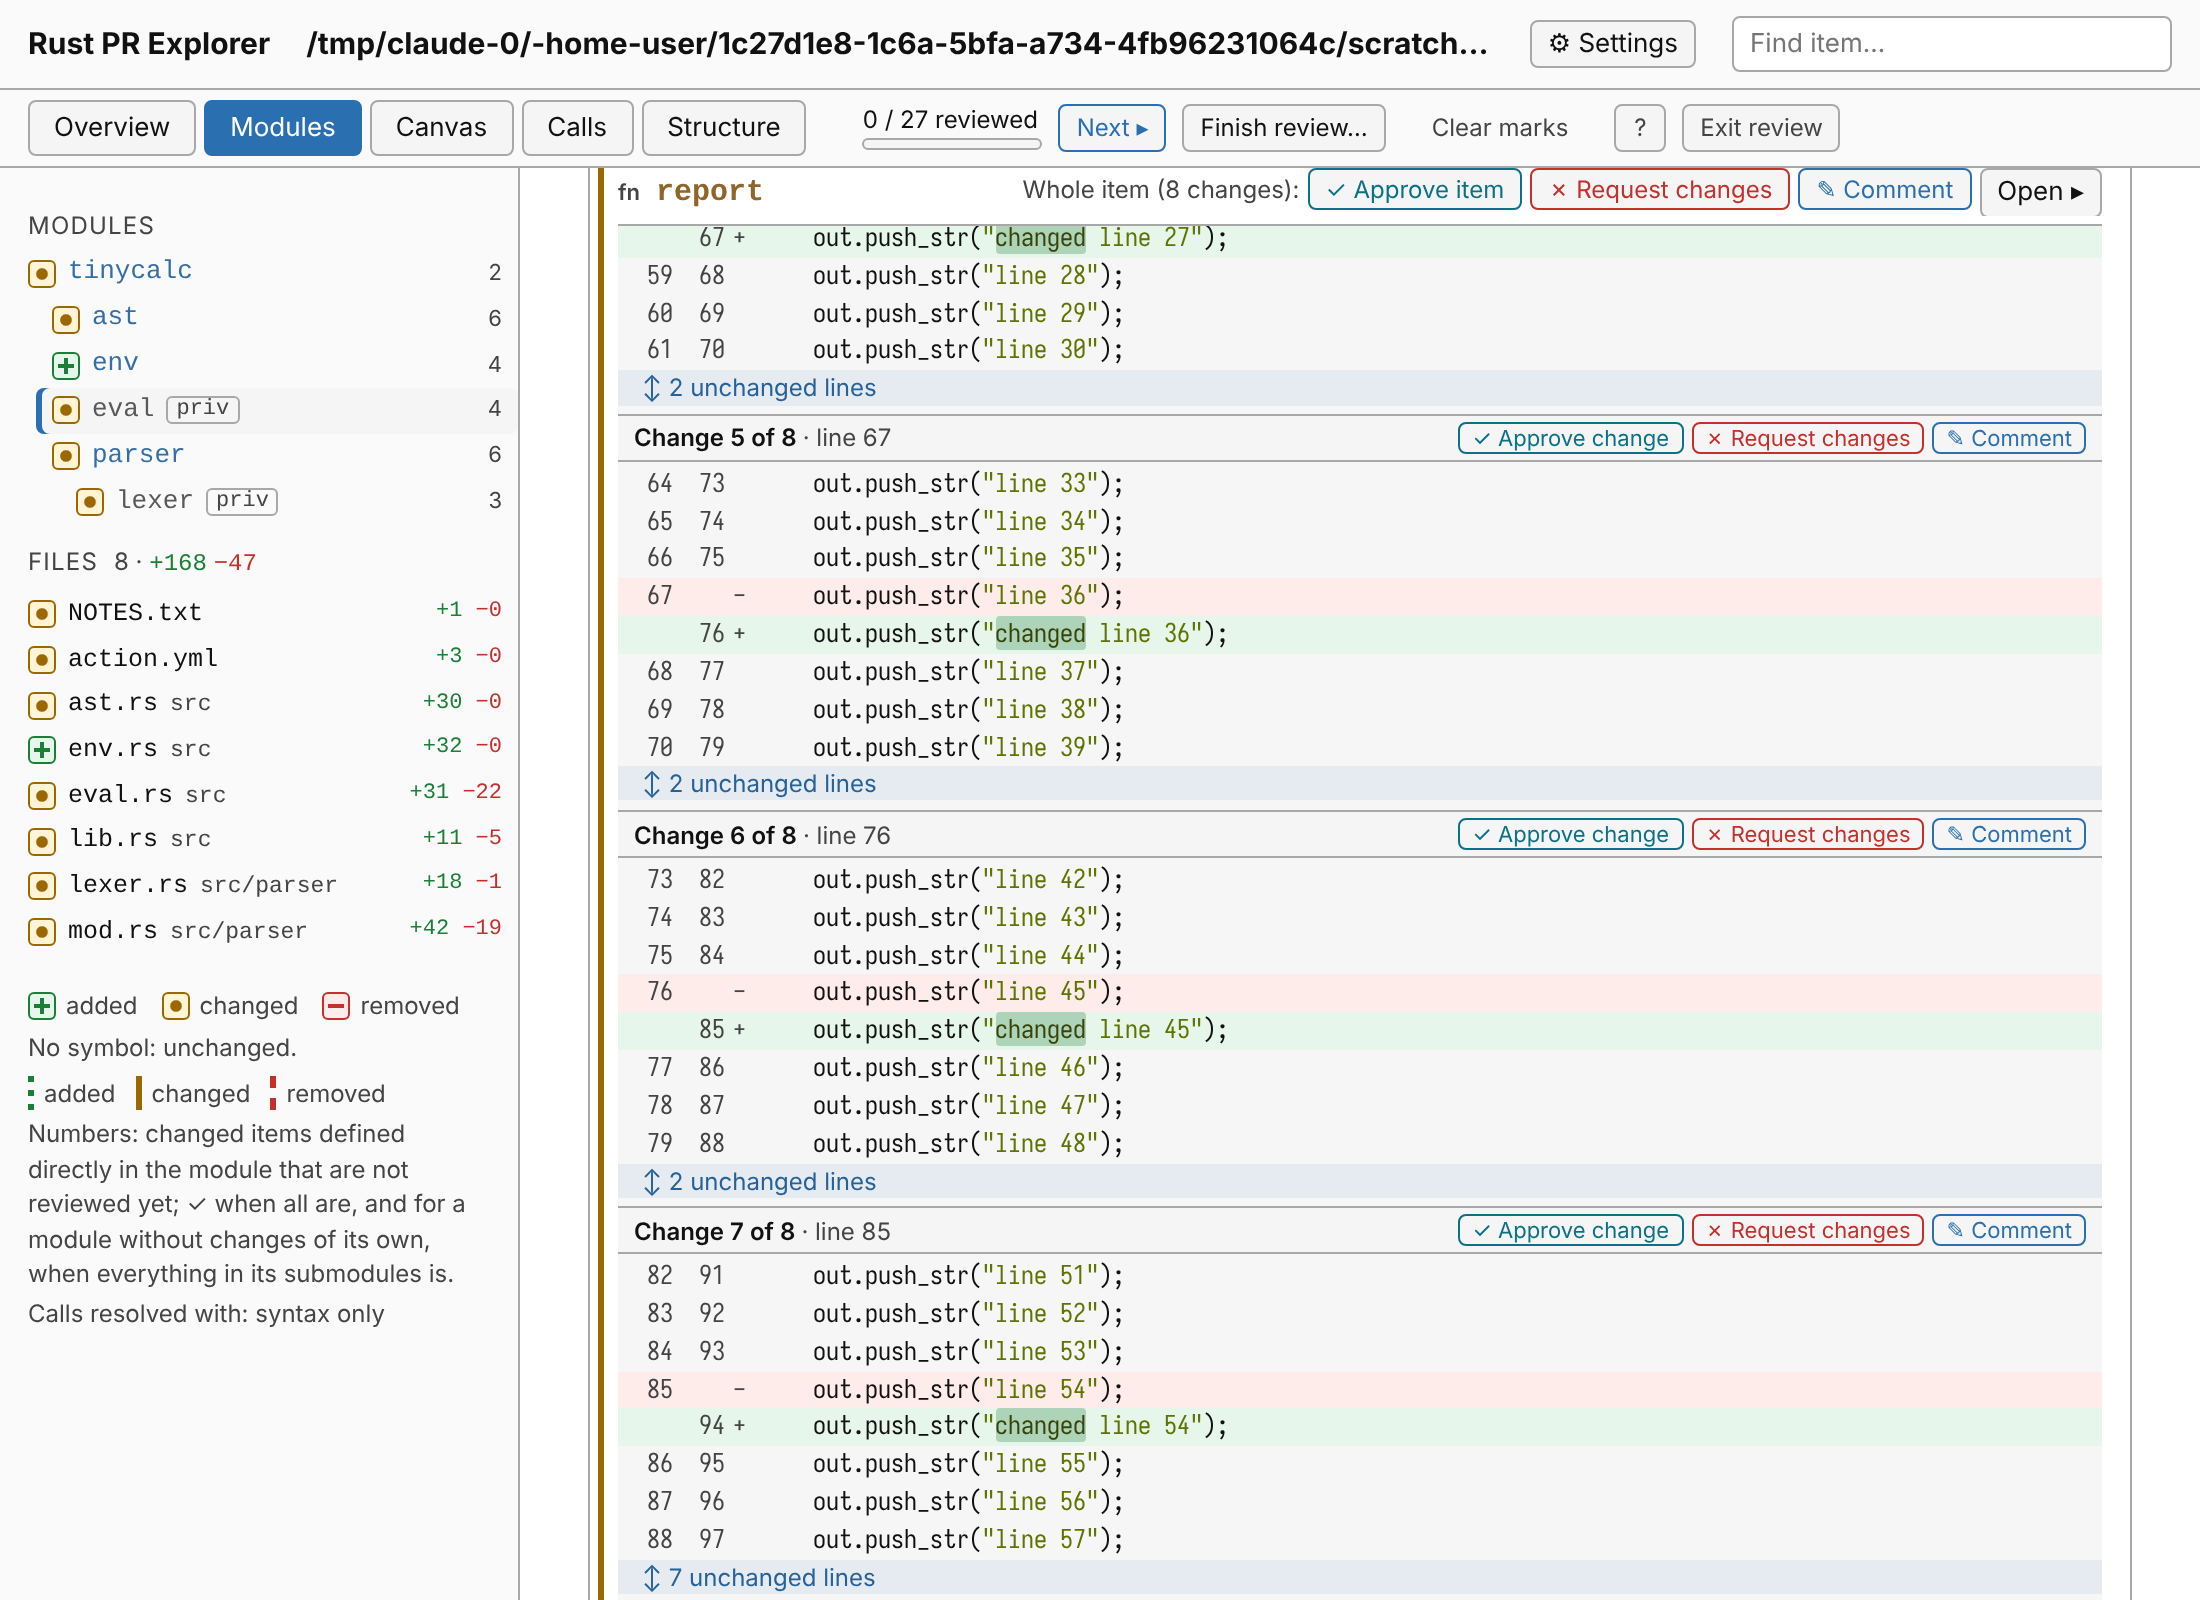 Rust PR Explorer /tmp/claude-0/-home-user/1c27d1e8-1c6a-5bfa-a734-4fb96231064c/scratch… ⚙ Settings Find item…
Overview Modules Canvas Calls Structure 0 / 27 reviewed Next ▸ Finish review… Clear marks ? Exit review
MODULES
tinycalc 2
ast 6
env 4
eval priv 4
parser 6
lexer priv 3
FILES 8 · +168 −47
NOTES.txt +1 −0
action.yml +3 −0
ast.rs src +30 −0
env.rs src +32 −0
eval.rs src +31 −22
lib.rs src +11 −5
lexer.rs src/parser +18 −1
mod.rs src/parser +42 −19
added changed removed
No symbol: unchanged.
added changed removed
Numbers: changed items defined
directly in the module that are not
reviewed yet; ✓ when all are, and for a
module without changes of its own,
when everything in its submodules is.
Calls resolved with: syntax only
fn report Whole item (8 changes): ✓ Approve item × Request changes ✎ Comment Open ▸
67 + out.push_str("changed line 27");
59 68 out.push_str("line 28");
60 69 out.push_str("line 29");
61 70 out.push_str("line 30");
↕ 2 unchanged lines
Change 5 of 8 · line 67 ✓ Approve change × Request changes ✎ Comment
64 73 out.push_str("line 33");
65 74 out.push_str("line 34");
66 75 out.push_str("line 35");
67 − out.push_str("line 36");
76 + out.push_str("changed line 36");
68 77 out.push_str("line 37");
69 78 out.push_str("line 38");
70 79 out.push_str("line 39");
↕ 2 unchanged lines
Change 6 of 8 · line 76 ✓ Approve change × Request changes ✎ Comment
73 82 out.push_str("line 42");
74 83 out.push_str("line 43");
75 84 out.push_str("line 44");
76 − out.push_str("line 45");
85 + out.push_str("changed line 45");
77 86 out.push_str("line 46");
78 87 out.push_str("line 47");
79 88 out.push_str("line 48");
↕ 2 unchanged lines
Change 7 of 8 · line 85 ✓ Approve change × Request changes ✎ Comment
82 91 out.push_str("line 51");
83 92 out.push_str("line 52");
84 93 out.push_str("line 53");
85 − out.push_str("line 54");
94 + out.push_str("changed line 54");
86 95 out.push_str("line 55");
87 96 out.push_str("line 56");
88 97 out.push_str("line 57");
↕ 7 unchanged lines